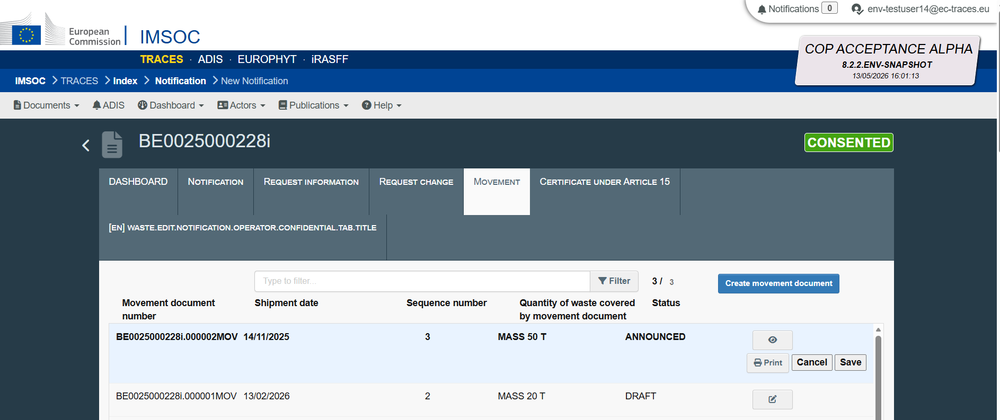 Notifications 0 env-testuser14@ec-traces.eu
European
Commission
IMSOC
COP ACCEPTANCE ALPHA
8.2.2.ENV-SNAPSHOT
13/05/2026 16:01:13
TRACES · ADIS · EUROPHYT · iRASFF
IMSOC > TRACES > Index > Notification > New Notification
Documents ADIS Dashboard Actors Publications Help
BE0025000228i
CONSENTED
DASHBOARD NOTIFICATION REQUEST INFORMATION REQUEST CHANGE MOVEMENT CERTIFICATE UNDER ARTICLE 15
[EN] WASTE.EDIT.NOTIFICATION.OPERATOR.CONFIDENTIAL.TAB.TITLE
Type to filter... Filter 3 / 3 Create movement document
Movement document number Shipment date Sequence number Quantity of waste covered by movement document Status
BE0025000228i.000002MOV 14/11/2025 3 MASS 50 T ANNOUNCED
Print Cancel Save
BE0025000228i.000001MOV 13/02/2026 2 MASS 20 T DRAFT